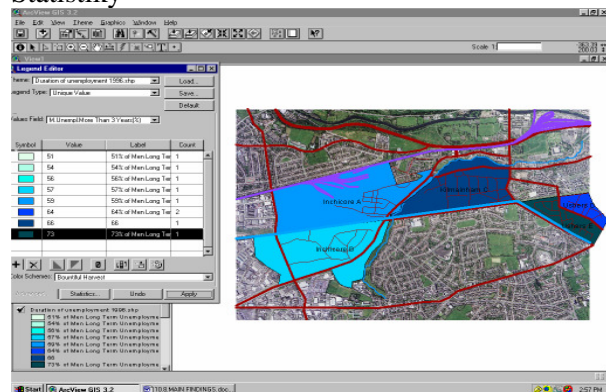 Statistiky
ArcView GIS 3.2
File Edit View Theme Graphics Window Help
Scale 1:
View1
Legend Editor
Theme: Duration of unemployment 1996.shp
Load...
Legend Type: Unique Value
Save...
Default
Values Field: M.Unempl.More Than 3 Years(%)
Symbol Value Label Count
51 51% of Men Long Ter 1
54 54% of Men Long Ter 1
56 56% of Men Long Ter 1
57 57% of Men Long Ter 1
59 59% of Men Long Ter 1
64 64% of Men Long Ter 2
66 66 1
73 73% of Men Long Ter 1
Color Schemes: Bountiful Harvest
Statistics... Undo Apply
Duration of unemployment 1996.shp
51% of Men Long Term Unemployme
54% of Men Long Term Unemployme
56% of Men Long Term Unemployme
57% of Men Long Term Unemployme
59% of Men Long Term Unemployme
64% of Men Long Term Unemployme
66
73% of Men Long Term Unemployme
Inchicore A
Kilmainham C
Inchicore B
Ushers
Start ArcView GIS 3.2 110.8.MAIN FINDINGS.doc... 2:57 PM